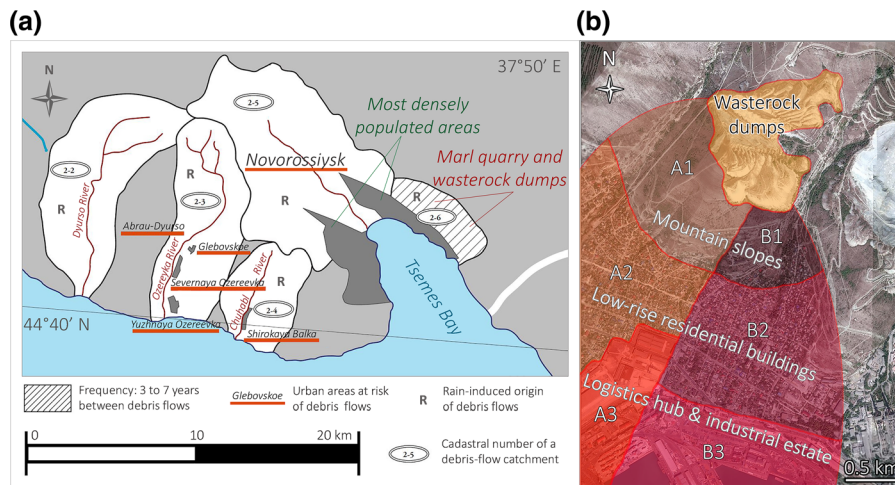 (a)
N
37°50' E
2-5
Most densely
populated areas
Novorossiysk
Marl quarry and
wasterock dumps
2-2
R
Dyurso River
R
2-3
R
R
2-6
Abrau-Dyurso
Glebovskoe
Ozereyka River
Severnaya Ozereevka
Chuhabl River
R
2-4
Tsemes Bay
44°40' N
Yuzhnaya Ozereevka
Shirokaya Balka
Frequency: 3 to 7 years
between debris flows
Glebovskoe
Urban areas at risk
of debris flows
R
Rain-induced origin
of debris flows
0
10
20 km
2-5
Cadastral number of a
debris-flow catchment
(b)
N
Wasterock
dumps
A1
B1
Mountain
slopes
A2
B2
Low-rise residential
buildings
Logistics hub & industrial estate
A3
B3
0.5 km